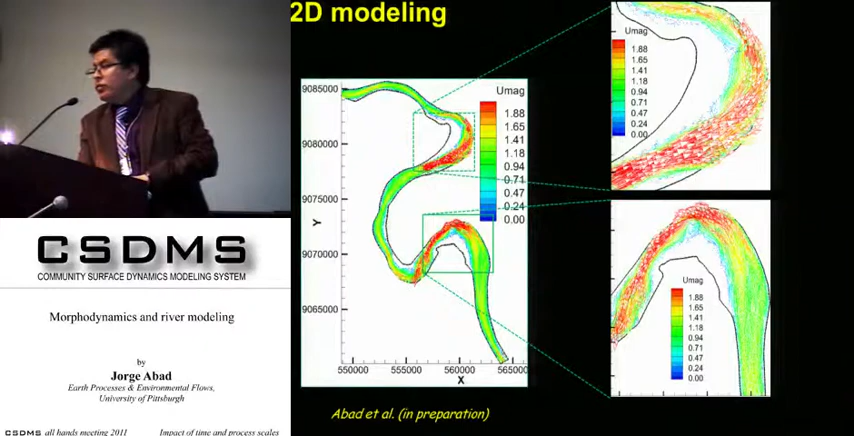 2D modeling
CSDMS
COMMUNITY SURFACE DYNAMICS MODELING SYSTEM
Morphodynamics and river modeling
by
Jorge Abad
Earth Processes & Environmental Flows,
University of Pittsburgh
CSDMS all hands meeting 2011 Impact of time and process scales
9085000
9080000
9075000
Y
9070000
9065000
550000 555000 560000 565000
X
Umag
1.88
1.65
1.41
1.18
0.94
0.71
0.47
0.24
0.00
Abad et al. (in preparation)
Umag
1.88
1.65
1.41
1.18
0.94
0.71
0.47
0.24
0.00
Umag
1.88
1.65
1.41
1.18
0.94
0.71
0.47
0.24
0.00